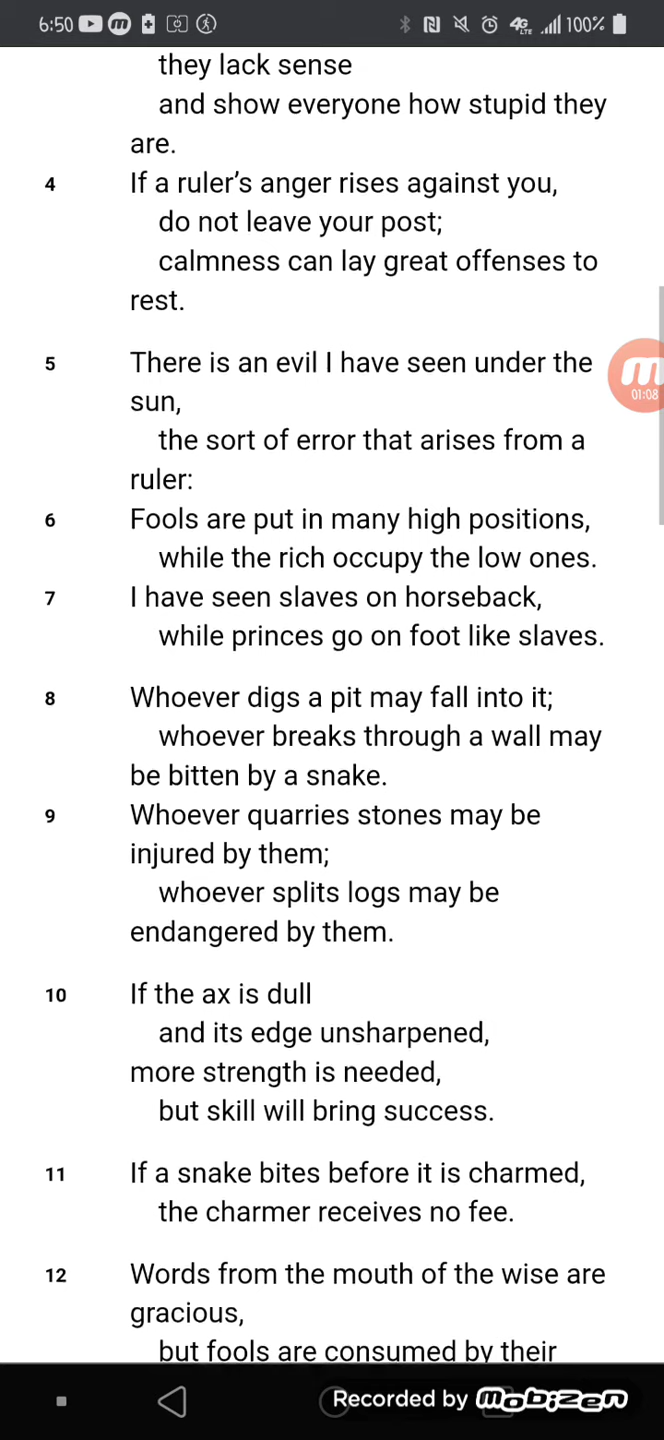 6:50 100%
they lack sense
and show everyone how stupid they
are.
4 If a ruler’s anger rises against you,
do not leave your post;
calmness can lay great offenses to
rest.
5 There is an evil I have seen under the
sun,
01:08
the sort of error that arises from a
ruler:
6 Fools are put in many high positions,
while the rich occupy the low ones.
7 I have seen slaves on horseback,
while princes go on foot like slaves.
8 Whoever digs a pit may fall into it;
whoever breaks through a wall may
be bitten by a snake.
9 Whoever quarries stones may be
injured by them;
whoever splits logs may be
endangered by them.
10 If the ax is dull
and its edge unsharpened,
more strength is needed,
but skill will bring success.
11 If a snake bites before it is charmed,
the charmer receives no fee.
12 Words from the mouth of the wise are
gracious,
but fools are consumed by their
Recorded by mobizen